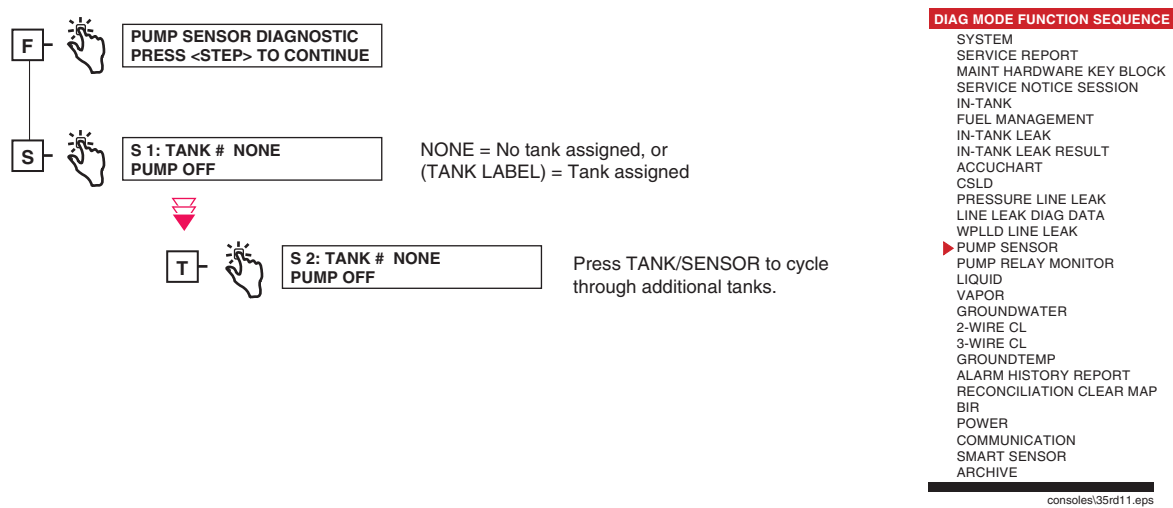 F
PUMP SENSOR DIAGNOSTIC
PRESS <STEP> TO CONTINUE
S
S 1: TANK # NONE
PUMP OFF
NONE = No tank assigned, or
(TANK LABEL) = Tank assigned
T
S 2: TANK # NONE
PUMP OFF
Press TANK/SENSOR to cycle
through additional tanks.
DIAG MODE FUNCTION SEQUENCE
SYSTEM
SERVICE REPORT
MAINT HARDWARE KEY BLOCK
SERVICE NOTICE SESSION
IN-TANK
FUEL MANAGEMENT
IN-TANK LEAK
IN-TANK LEAK RESULT
ACCUCHART
CSLD
PRESSURE LINE LEAK
LINE LEAK DIAG DATA
WPLLD LINE LEAK
PUMP SENSOR
PUMP RELAY MONITOR
LIQUID
VAPOR
GROUNDWATER
2-WIRE CL
3-WIRE CL
GROUNDTEMP
ALARM HISTORY REPORT
RECONCILIATION CLEAR MAP
BIR
POWER
COMMUNICATION
SMART SENSOR
ARCHIVE
consoles\35rd11.eps